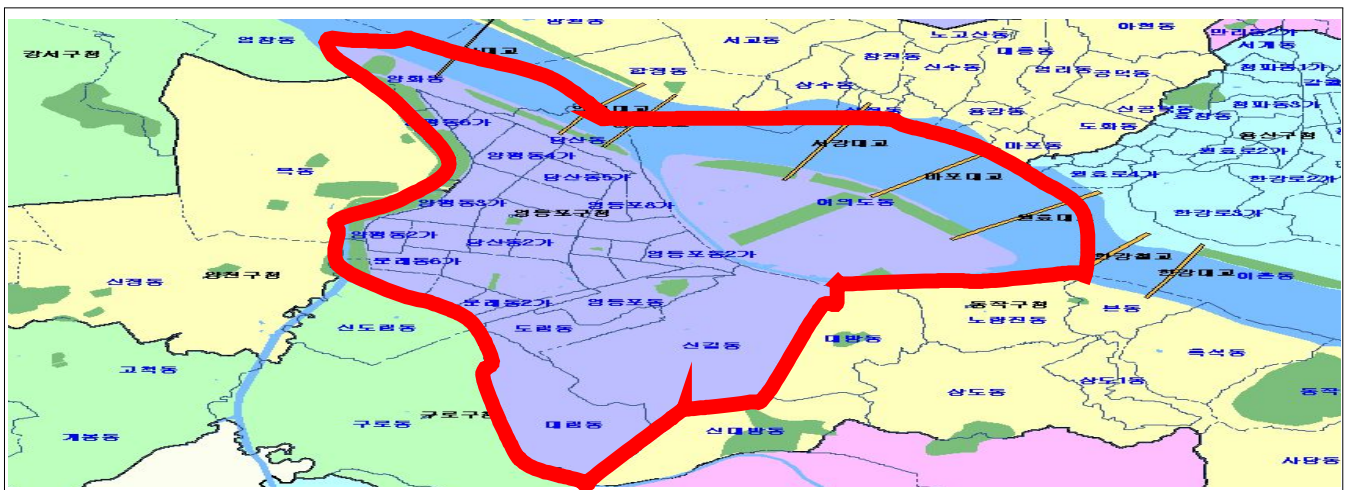 염창동
서교동
노고산동
아현동
만리동2가
서계동
강서구청
합정동
창전동
대흥동
신수동
염리동
공덕동
청파동1가
양화동
상수동
용강동
신공덕동
청파동3가
효창동
도화동
용산구청
당산동
양평동4가
서강대교
마포동
원효로2가
목동
당산동5가
마포대교
원효로4가
한강로2가
양평동3가
영등포동8가
여의도동
영등포구청
한강로3가
양평동2가
당산동2가
영등포동2가
신정동
양천구청
문래동6가
한강철교
한강대교
이촌동
문래동2가
영등포동
동작구청
노량진동
본동
신도림동
도림동
신길동
대방동
흑석동
고척동
상도동
상도1동
동작
구로구청
개봉동
구로동
대림동
신대방동
사당동